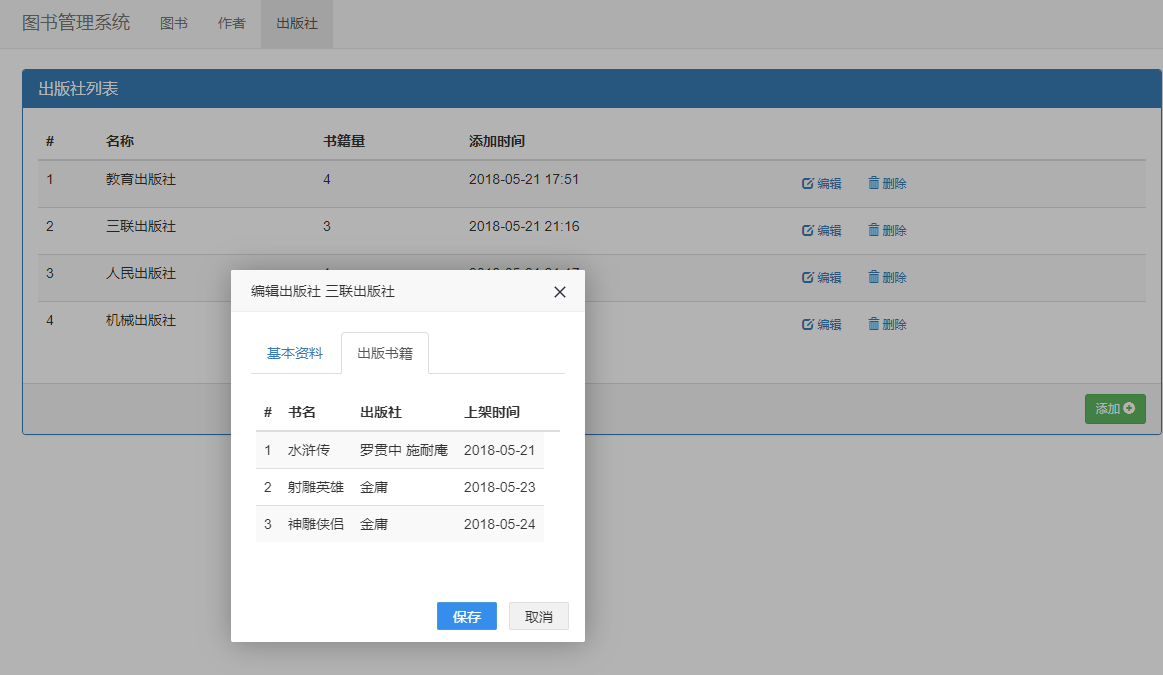 图书管理系统 图书 作者 出版社
出版社列表
# 名称 书籍量 添加时间
1 教育出版社 4 2018-05-21 17:51 编辑 删除
2 三联出版社 3 2018-05-21 21:16 编辑 删除
3 人民出版社 编辑 删除
4 机械出版社 编辑 删除
添加
编辑出版社 三联出版社
基本资料 出版书籍
# 书名 出版社 上架时间
1 水浒传 罗贯中 施耐庵 2018-05-21
2 射雕英雄 金庸 2018-05-23
3 神雕侠侣 金庸 2018-05-24
保存 取消